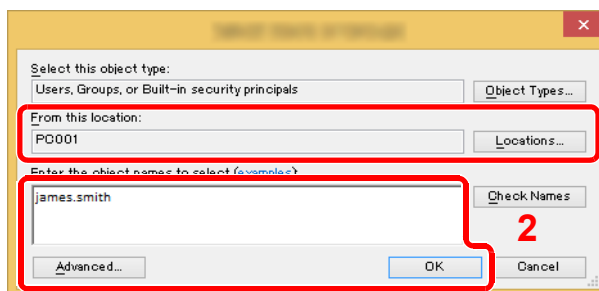 Select this object type:
Users, Groups, or Built-in security principals
Object Types...
From this location:
PC001
Locations...
Enter the object names to select (examples):
james.smith
Check Names
2
Advanced...
OK
Cancel